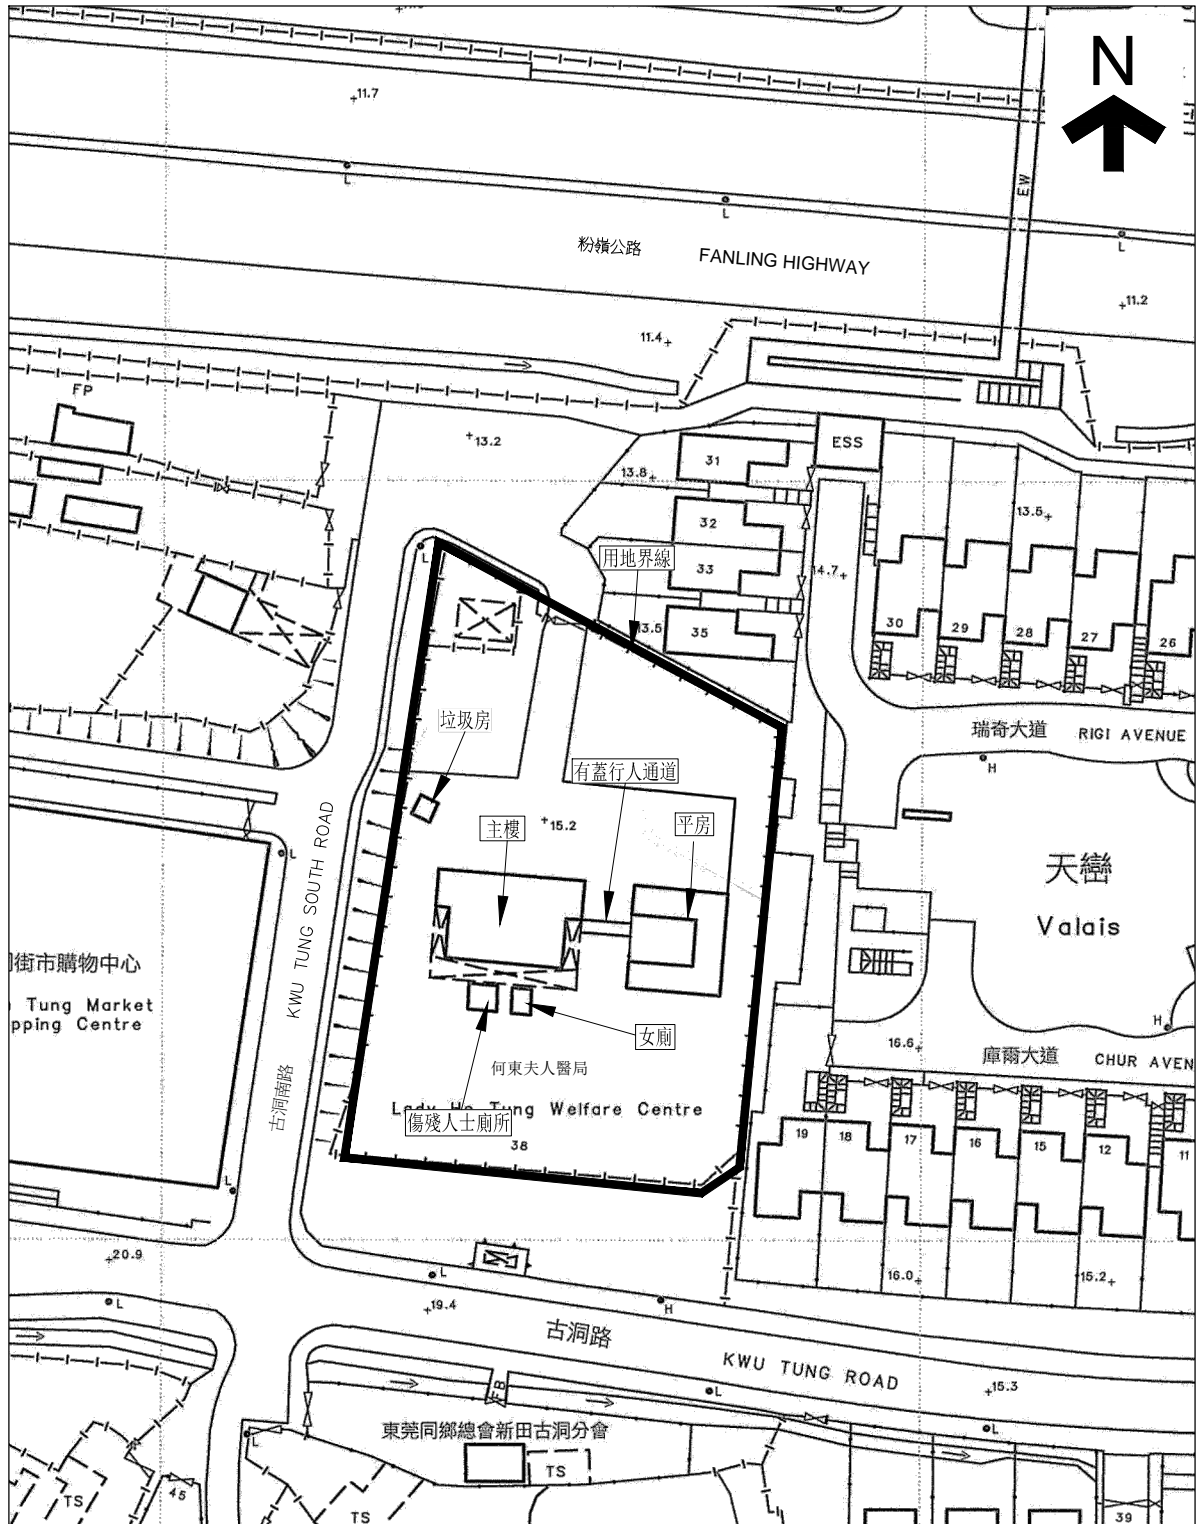 N
+11.7
L
L
L
EW
粉嶺公路 FANLING HIGHWAY
+11.2
11.4+
FP
+13.2
ESS
31
13.8+
32
13.5+
用地界線
33
14.7+
L
30
29
28
27
26
13.5
35
垃圾房
瑞奇大道 RIGI AVENUE
H
有蓋行人通道
主樓
+15.2
平房
L
天巒
Valais
KWU TUNG SOUTH ROAD
街市購物中心
Tung Market
pping Centre
女廁
H
16.6+
何東夫人醫局
庫爾大道 CHUR AVEN
古洞南路
Lady Ho Tung Welfare Centre
傷殘人士廁所
38
19
18
17
16
15
12
11
L
+20.9
M
L
16.0+
15.2+
L
+19.4
H
古洞路
KWU TUNG ROAD
+15.3
FB
L
L
東莞同鄉總會新田古洞分會
L
TS
TS
45
TS
39